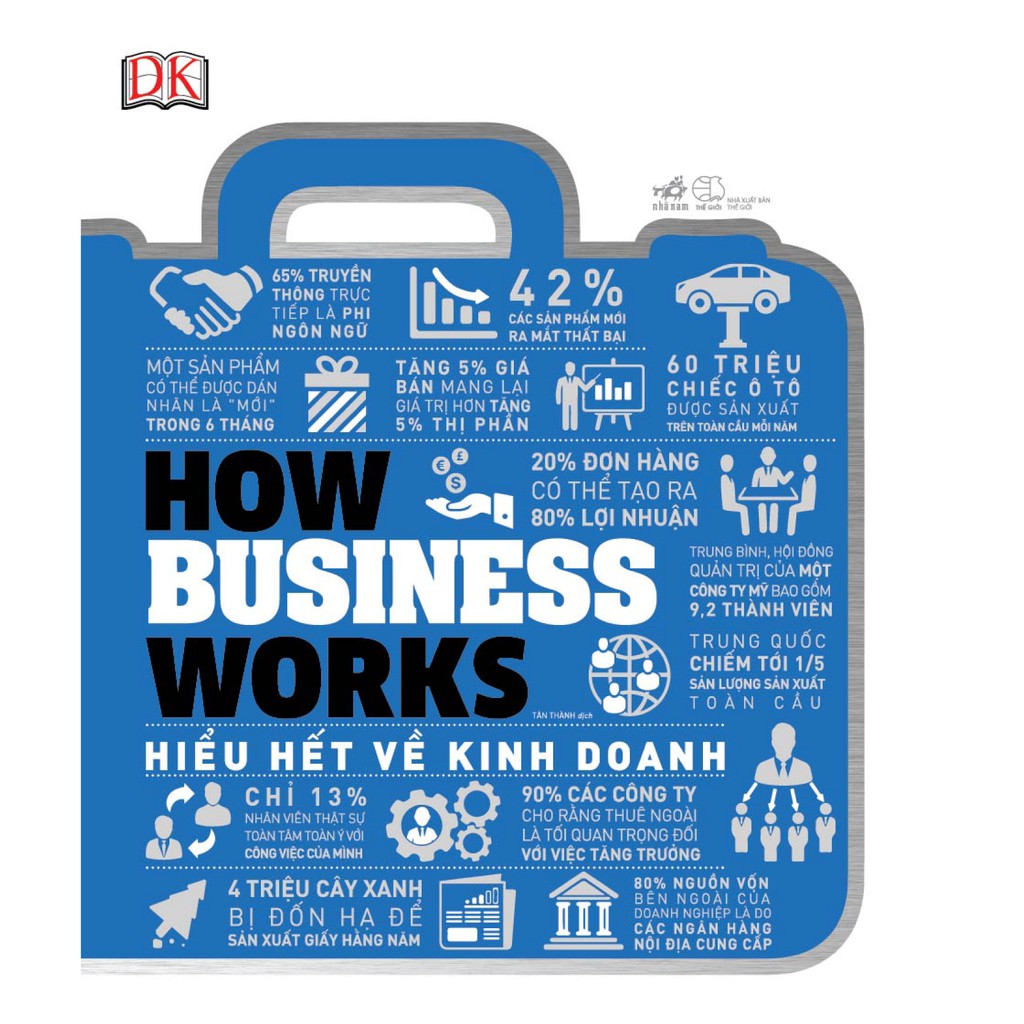 DK
nhã nam
THẾ GIỚI
NHÀ XUẤT BẢN
THẾ GIỚI
65% TRUYỀN
THÔNG TRỰC
TIẾP LÀ PHI
NGÔN NGỮ
42%
CÁC SẢN PHẨM MỚI
RA MẮT THẤT BẠI
MỘT SẢN PHẨM
CÓ THỂ ĐƯỢC DÁN
NHÃN LÀ "MỚI"
TRONG 6 THÁNG
TĂNG 5% GIÁ
BÁN MANG LẠI
GIÁ TRỊ HƠN TĂNG
5% THỊ PHẦN
60 TRIỆU
CHIẾC Ô TÔ
ĐƯỢC SẢN XUẤT
TRÊN TOÀN CẦU MỖI NĂM
HOW
BUSINESS
WORKS
€ £
$
20% ĐƠN HÀNG
CÓ THỂ TẠO RA
80% LỢI NHUẬN
TRUNG BÌNH, HỘI ĐỒNG
QUẢN TRỊ CỦA MỘT
CÔNG TY MỸ BAO GỒM
9,2 THÀNH VIÊN
TRUNG QUỐC
CHIẾM TỚI 1/5
SẢN LƯỢNG SẢN XUẤT
TOÀN CẦU
TÂN THÀNH dịch
HIỂU HẾT VỀ KINH DOANH
CHỈ 13%
NHÂN VIÊN THẬT SỰ
TOÀN TÂM TOÀN Ý VỚI
CÔNG VIỆC CỦA MÌNH
90% CÁC CÔNG TY
CHO RẰNG THUÊ NGOÀI
LÀ TỐI QUAN TRỌNG ĐỐI
VỚI VIỆC TĂNG TRƯỞNG
4 TRIỆU CÂY XANH
BỊ ĐỐN HẠ ĐỂ
SẢN XUẤT GIẤY HẰNG NĂM
80% NGUỒN VỐN
BÊN NGOÀI CỦA
DOANH NGHIỆP LÀ DO
CÁC NGÂN HÀNG
NỘI ĐỊA CUNG CẤP